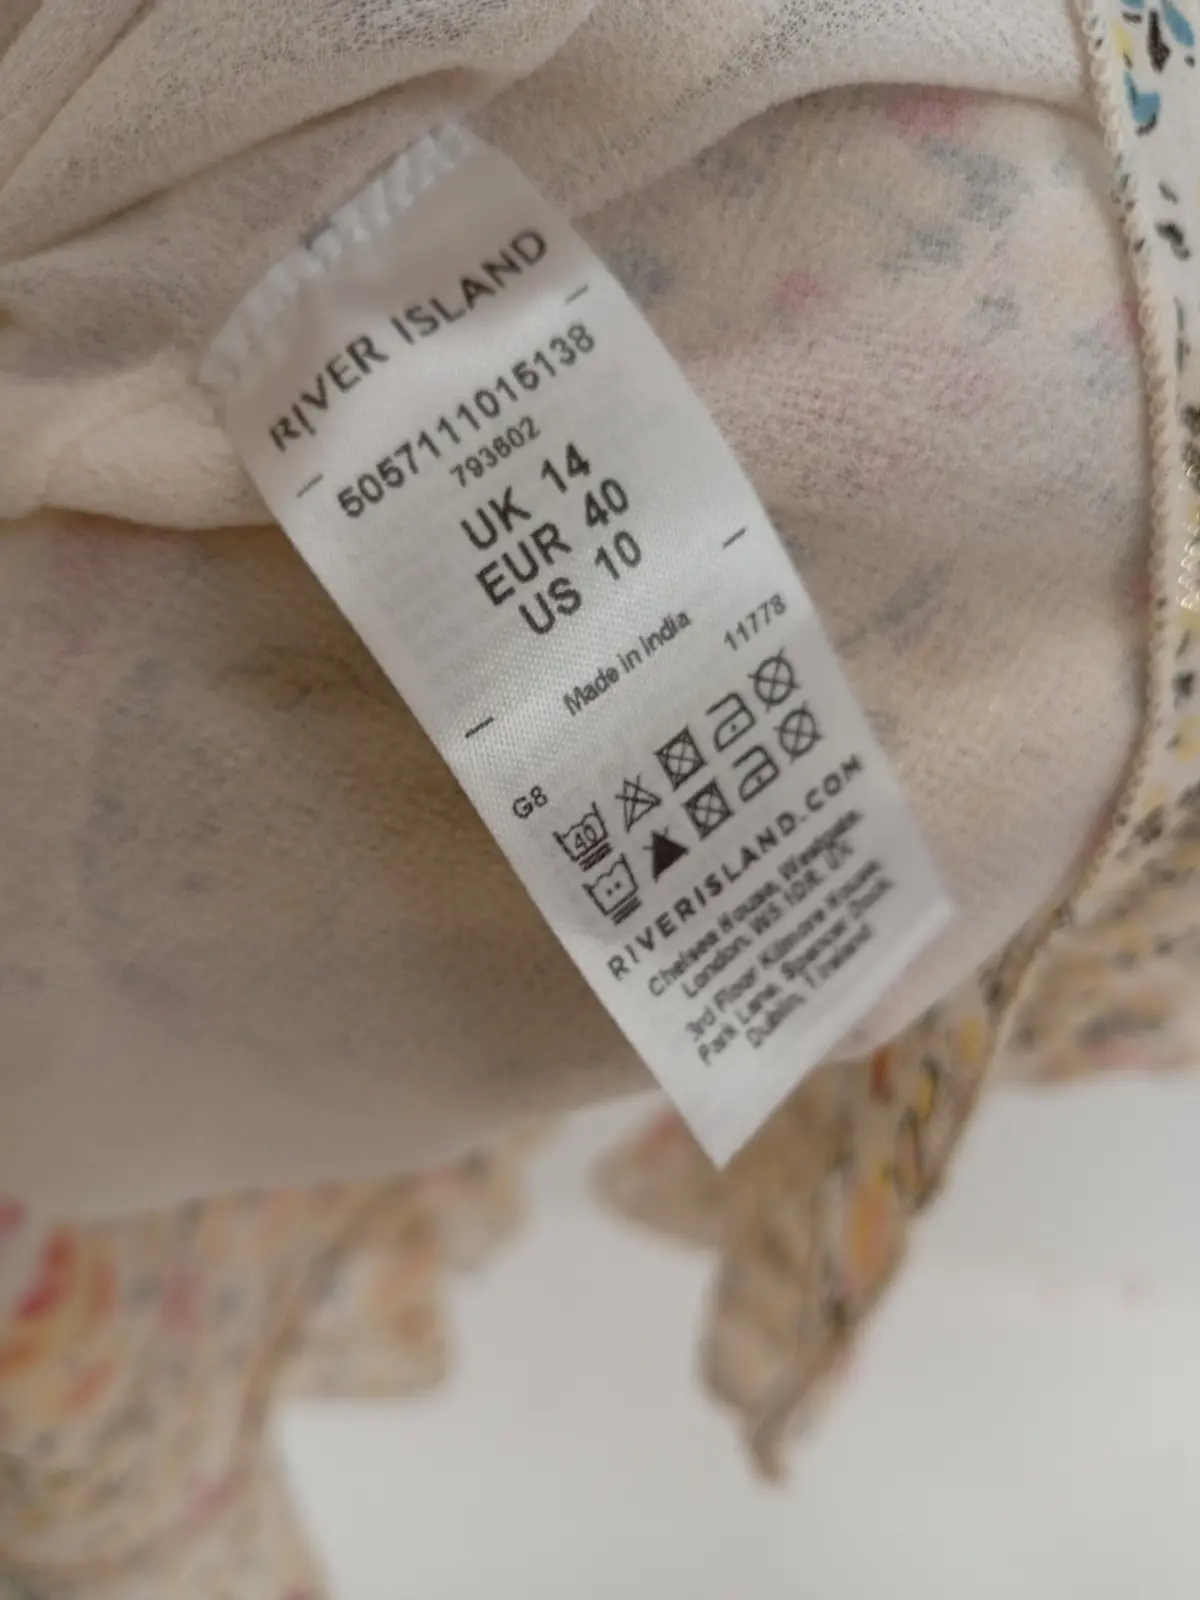 RIVER ISLAND
5057111015138
793602
UK 14
EUR 40
US 10
Made in India
11778
G8
40
RIVERISLAND.COM
Chelsea House, Westgate,
London. W5 1DR. UK
3rd Floor Kilmore House
Park Lane, Spencer Dock
Dublin, 1 Ireland